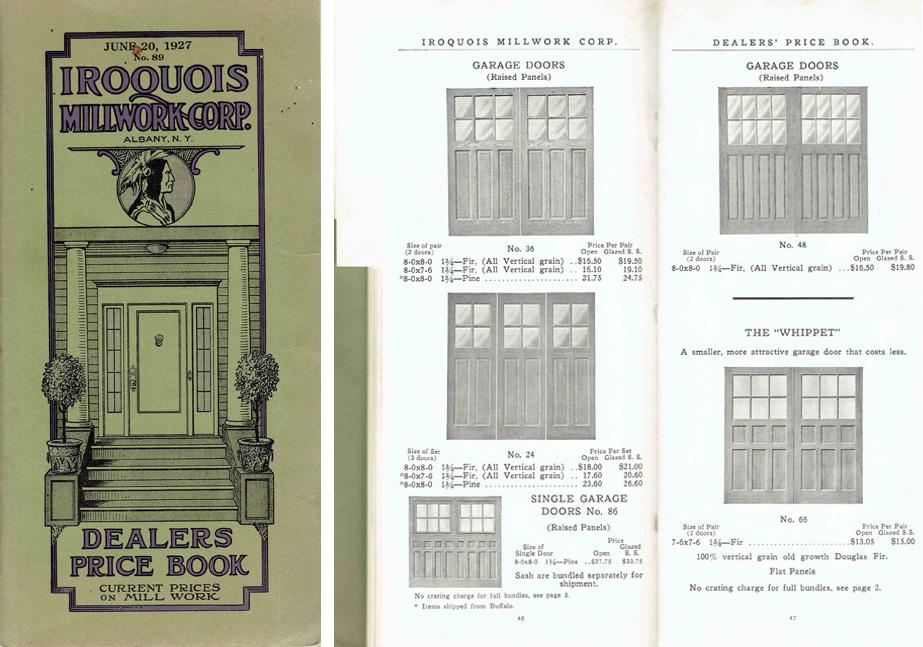 JUNE 20, 1927
No. 89
IROQUOIS
MILLWORK CORP.
ALBANY, N. Y.
DEALERS
PRICE BOOK
CURRENT PRICES
ON MILL WORK
IROQUOIS MILLWORK CORP.
GARAGE DOORS
(Raised Panels)
Size of pair
(2 doors)
No. 36
Price Per Pair
Open Glazed S. S.
8-0x8-0 1¾—Fir, (All Vertical grain) ..$16.50 $19.50
8-0x7-6 1¾—Fir, (All Vertical grain) .. 16.10 19.10
*8-0x8-0 1¾—Pine .................... 21.75 24.75
Size of Set
(3 doors)
No. 24
Price Per Set
Open Glazed S. S.
8-0x8-0 1¾—Fir, (All Vertical grain) ..$18.00 $21.00
*8-0x7-6 1¾—Fir, (All Vertical grain) .. 17.60 20.60
*8-0x8-0 1¾—Pine .................... 23.60 26.60
SINGLE GARAGE
DOORS No. 86
(Raised Panels)
Size of
Single Door
Price
Open Glazed
S. S.
8-0x8-0 1¾—Pine ..$27.75 $30.75
Sash are bundled separately for
shipment.
No crating charge for full bundles, see page 3.
* Items shipped from Buffalo.
46
DEALERS' PRICE BOOK.
GARAGE DOORS
(Raised Panels)
Size of Pair
(2 doors)
No. 48
Price Per Pair
Open Glazed S. S.
8-0x8-0 1¾—Fir, (All Vertical grain) ..$16.50 $19.80
THE "WHIPPET"
A smaller, more attractive garage door that costs less.
No. 66
Size of Pair
(2 doors)
Price Per Pair
Open Glazed S. S.
7-6x7-6 1⅜—Fir .....................$13.05 $15.00
100% vertical grain old growth Douglas Fir.
Flat Panels
No crating charge for full bundles, see page 3.
47